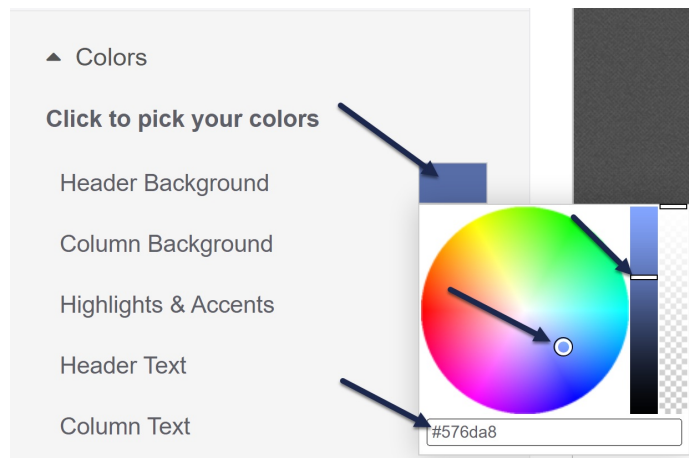 Colors
Click to pick your colors
Header Background
Column Background
Highlights & Accents
Header Text
Column Text
#576da8